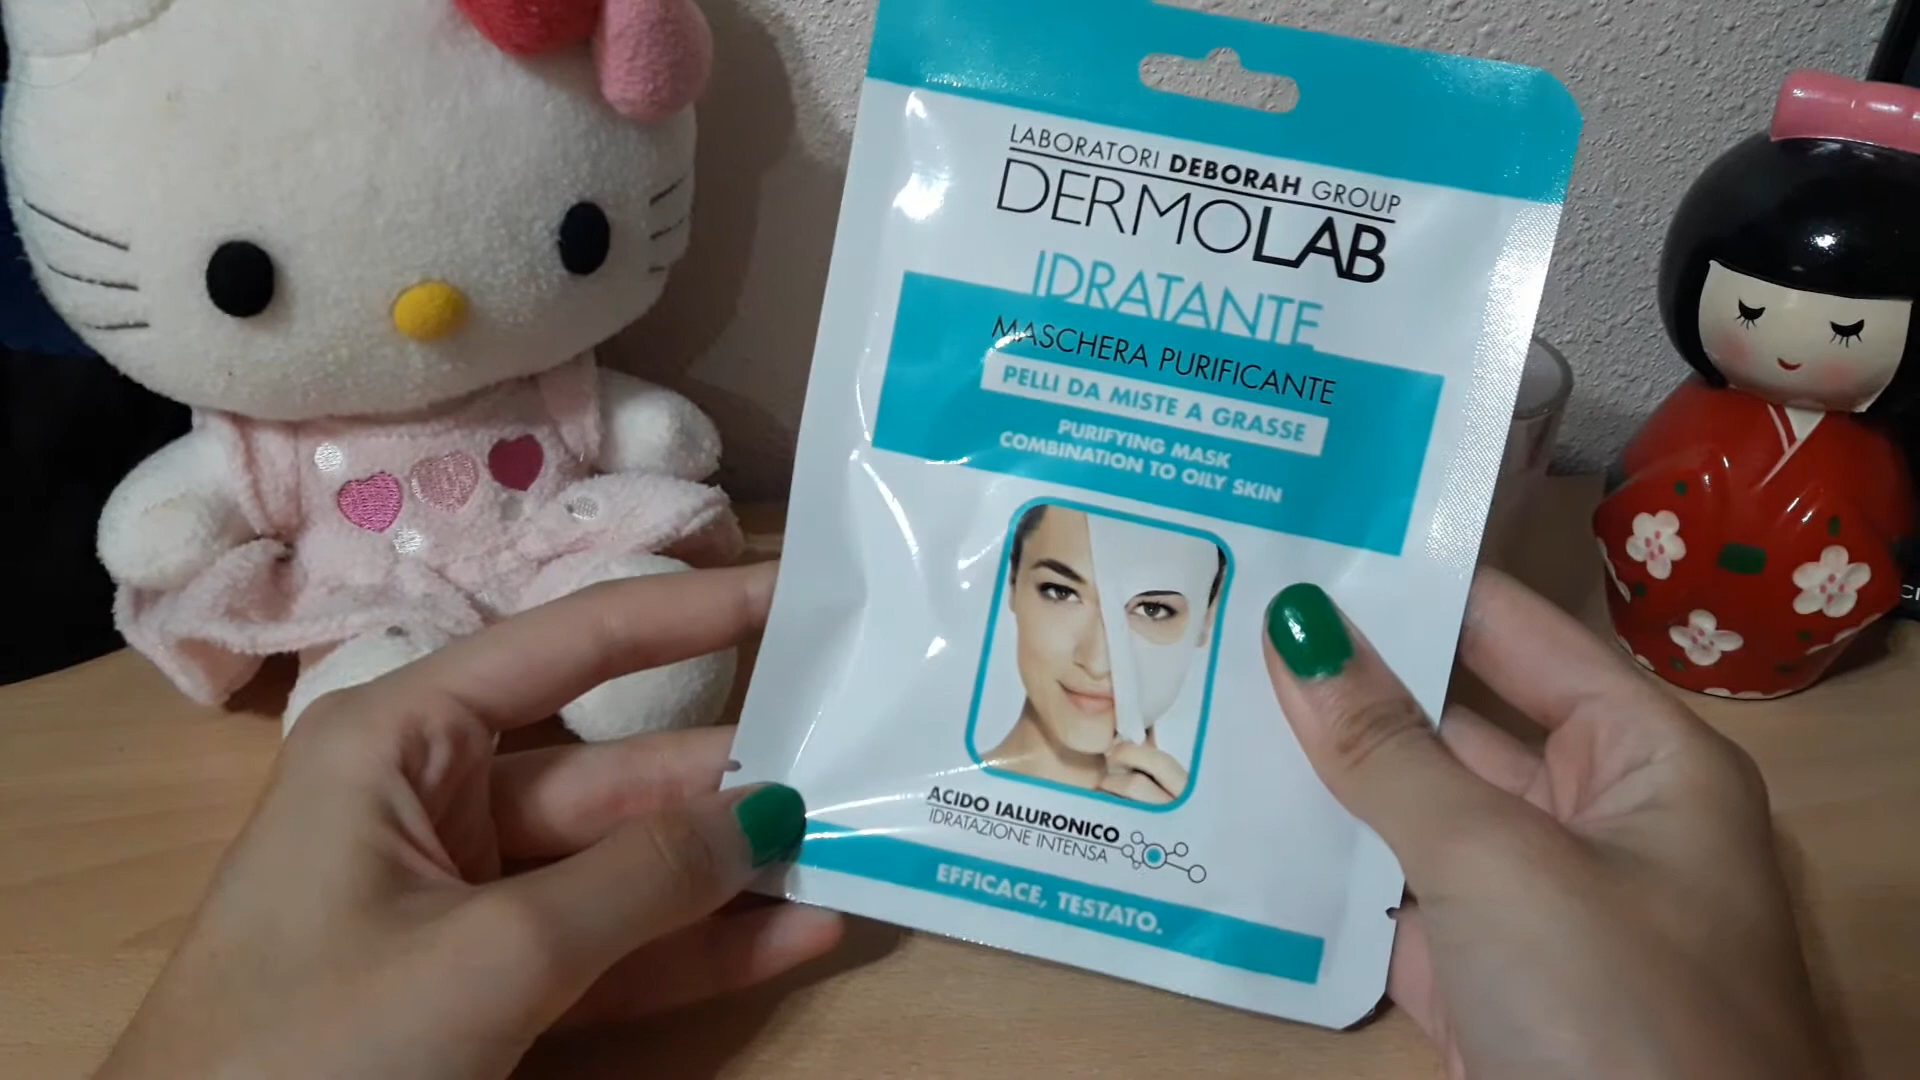 LABORATORI DEBORAH GROUP
DERMOLAB
IDRATANTE
MASCHERA PURIFICANTE
PELLI DA MISTE A GRASSE
PURIFYING MASK
COMBINATION TO OILY SKIN
ACIDO IALURONICO
IDRATAZIONE INTENSA
EFFICACE, TESTATO.